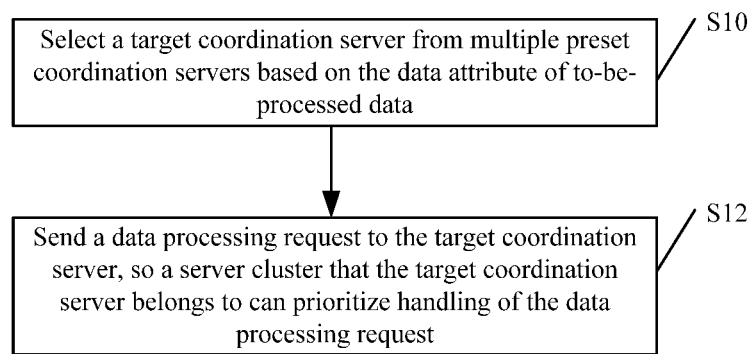 Select a target coordination server from multiple preset
S10
coordination servers based on the data attribute of to-be-
processed data
Send a data processing request to the target coordination
S12
server, so a server cluster that the target coordination
server belongs to can prioritize handling of the data
processing request